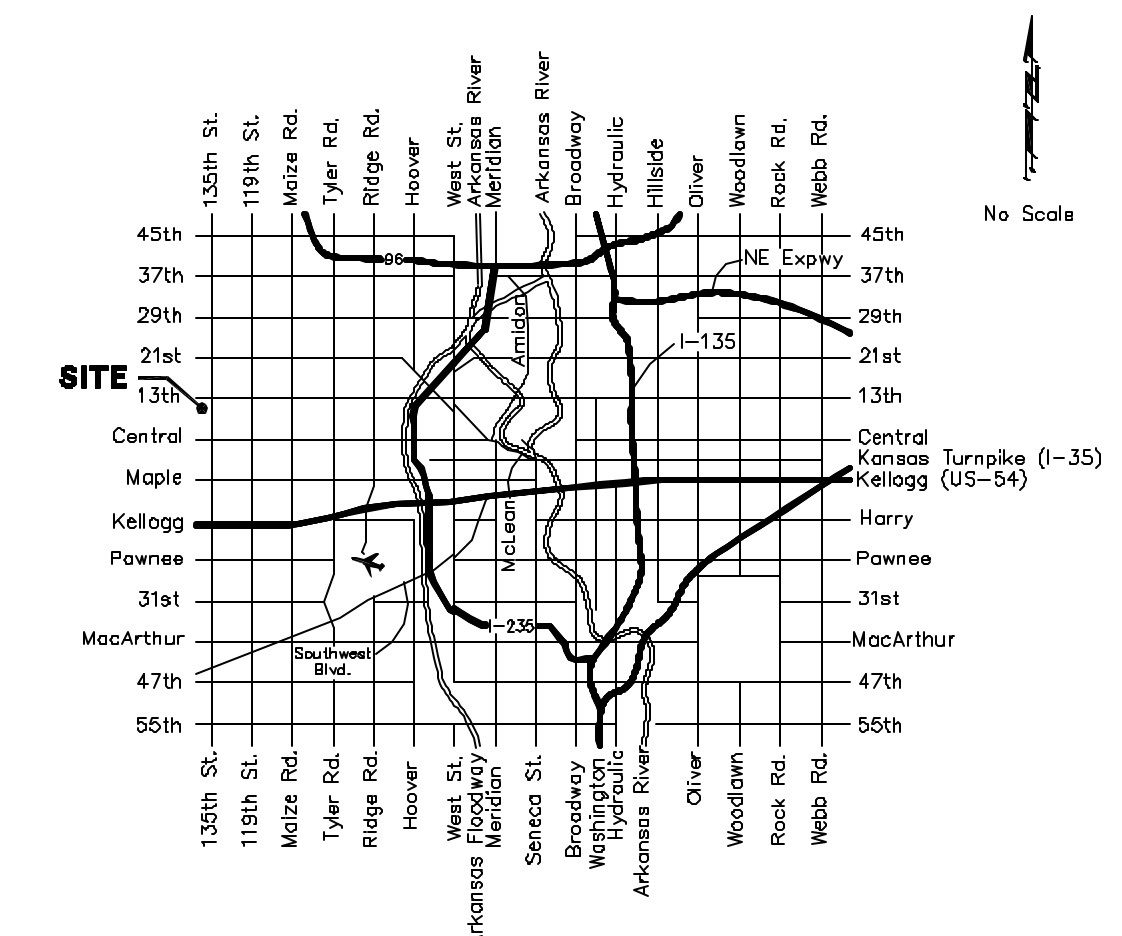 135th St.
119th St.
Maize Rd.
Tyler Rd.
Ridge Rd.
Hoover
West St.
Arkansas River
Meridian
Arkansas River
Broadway
Hydraulic
Hillside
Oliver
Woodlawn
Rock Rd.
Webb Rd.
No Scale
45th
45th
96
NE Expwy
37th
37th
29th
29th
Amidon
I-135
21st
21st
SITE
13th
13th
Central
Central
Kansas Turnpike (I-35)
Maple
Kellogg (US-54)
McLean
Kellogg
Harry
Pawnee
Pawnee
31st
31st
I-235
MacArthur
MacArthur
Southwest
Blvd.
47th
47th
55th
55th
135th St.
119th St.
Maize Rd.
Tyler Rd.
Ridge Rd.
Hoover
West St.
rkansas Floodway
Meridian
Seneca St.
Broadway
Washington
Hydraulic
Arkansas River
Oliver
Woodlawn
Rock Rd.
Webb Rd.